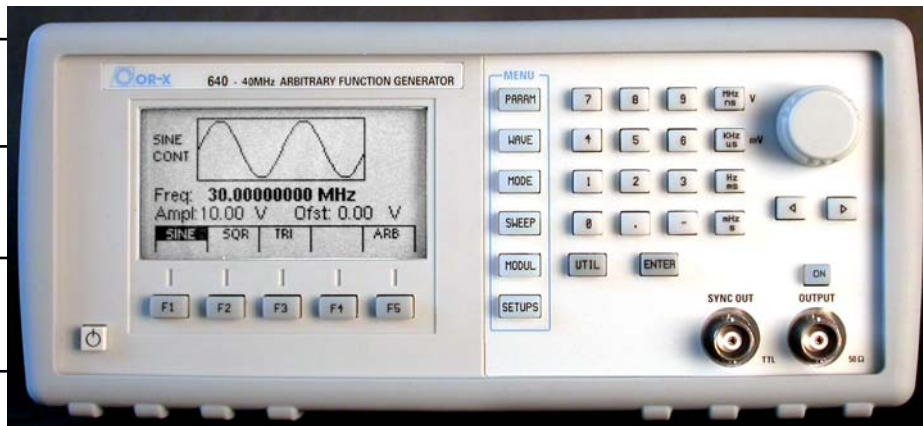 OR-X 640 - 40MHz ARBITRARY FUNCTION GENERATOR
SINE
CONT
Freq: 30.00000000 MHz
Ampl: 10.00 V Ofst: 0.00 V
SINE SQR TRI ARB
F1 F2 F3 F4 F5
MENU
PARAM
WAVE
MODE
SWEEP
MODUL
SETUPS
7 8 9 MHz ns V
4 5 6 KHz us mV
1 2 3 Hz ms
0 . - mHz s
UTIL ENTER
ON
SYNC OUT OUTPUT
TTL 50Ω